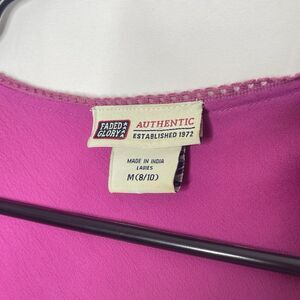 FADED
GLORY
AUTHENTIC
ESTABLISHED 1972
MADE IN INDIA
LADIES
M (8/10)